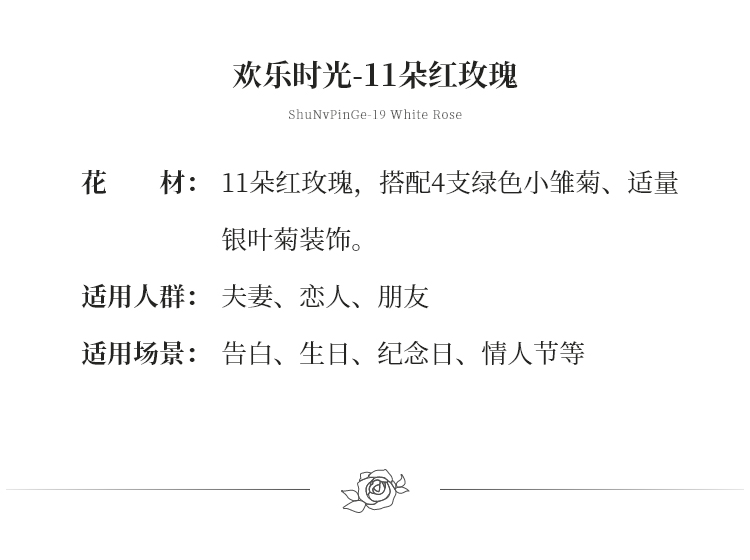 欢乐时光-11朵红玫瑰
ShuNvPinGe-19 White Rose
花 材： 11朵红玫瑰，搭配4支绿色小雏菊、适量
银叶菊装饰。
适用人群： 夫妻、恋人、朋友
适用场景： 告白、生日、纪念日、情人节等